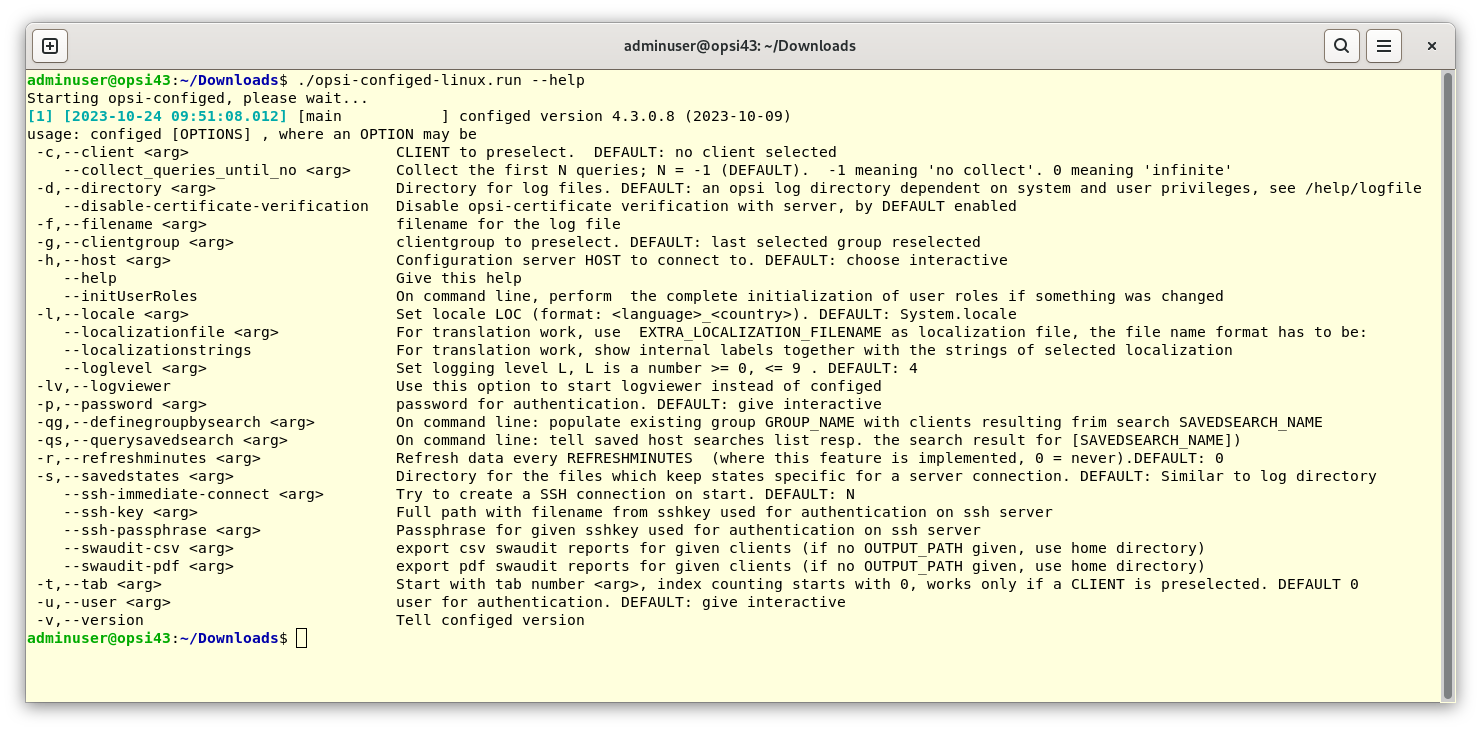 adminuser@opsi43: ~/Downloads
adminuser@opsi43:~/Downloads$ ./opsi-configed-linux.run --help
Starting opsi-configed, please wait...
[1] [2023-10-24 09:51:08.012] [main           ] configed version 4.3.0.8 (2023-10-09)
usage: configed [OPTIONS] , where an OPTION may be
 -c,--client <arg>                       CLIENT to preselect.  DEFAULT: no client selected
    --collect_queries_until_no <arg>     Collect the first N queries; N = -1 (DEFAULT).  -1 meaning 'no collect'. 0 meaning 'infinite'
 -d,--directory <arg>                    Directory for log files. DEFAULT: an opsi log directory dependent on system and user privileges, see /help/logfile
    --disable-certificate-verification   Disable opsi-certificate verification with server, by DEFAULT enabled
 -f,--filename <arg>                     filename for the log file
 -g,--clientgroup <arg>                  clientgroup to preselect. DEFAULT: last selected group reselected
 -h,--host <arg>                         Configuration server HOST to connect to. DEFAULT: choose interactive
    --help                               Give this help
    --initUserRoles                      On command line, perform  the complete initialization of user roles if something was changed
 -l,--locale <arg>                       Set locale LOC (format: <language>_<country>). DEFAULT: System.locale
    --localizationfile <arg>             For translation work, use  EXTRA_LOCALIZATION_FILENAME as localization file, the file name format has to be:
    --localizationstrings                For translation work, show internal labels together with the strings of selected localization
    --loglevel <arg>                     Set logging level L, L is a number >= 0, <= 9 . DEFAULT: 4
 -lv,--logviewer                         Use this option to start logviewer instead of configed
 -p,--password <arg>                     password for authentication. DEFAULT: give interactive
 -qg,--definegroupbysearch <arg>         On command line: populate existing group GROUP_NAME with clients resulting frim search SAVEDSEARCH_NAME
 -qs,--querysavedsearch <arg>            On command line: tell saved host searches list resp. the search result for [SAVEDSEARCH_NAME])
 -r,--refreshminutes <arg>               Refresh data every REFRESHMINUTES  (where this feature is implemented, 0 = never).DEFAULT: 0
 -s,--savedstates <arg>                  Directory for the files which keep states specific for a server connection. DEFAULT: Similar to log directory
    --ssh-immediate-connect <arg>        Try to create a SSH connection on start. DEFAULT: N
    --ssh-key <arg>                      Full path with filename from sshkey used for authentication on ssh server
    --ssh-passphrase <arg>               Passphrase for given sshkey used for authentication on ssh server
    --swaudit-csv <arg>                  export csv swaudit reports for given clients (if no OUTPUT_PATH given, use home directory)
    --swaudit-pdf <arg>                  export pdf swaudit reports for given clients (if no OUTPUT_PATH given, use home directory)
 -t,--tab <arg>                          Start with tab number <arg>, index counting starts with 0, works only if a CLIENT is preselected. DEFAULT 0
 -u,--user <arg>                         user for authentication. DEFAULT: give interactive
 -v,--version                            Tell configed version
adminuser@opsi43:~/Downloads$